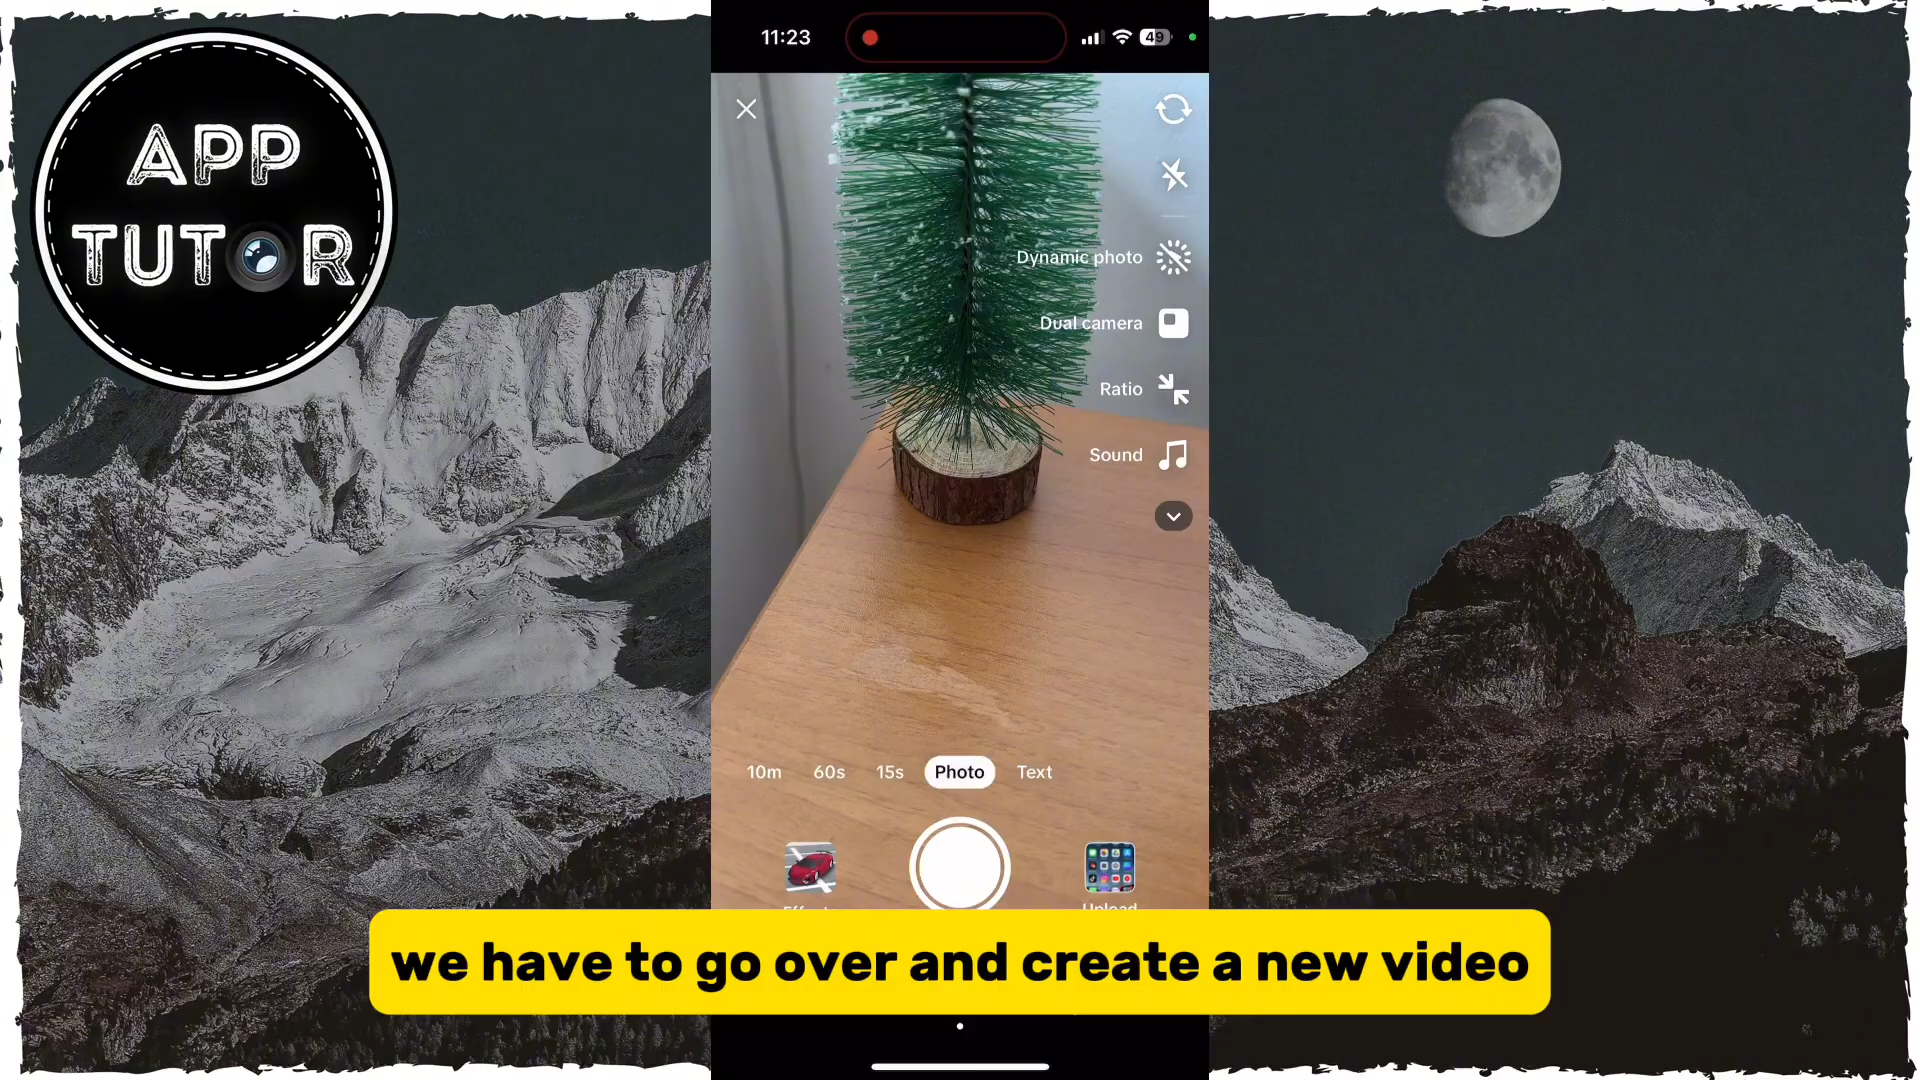 APP
TUTOR
11:23
49
Dynamic photo
Dual camera
Ratio
Sound
10m 60s 15s Photo Text
we have to go over and create a new video